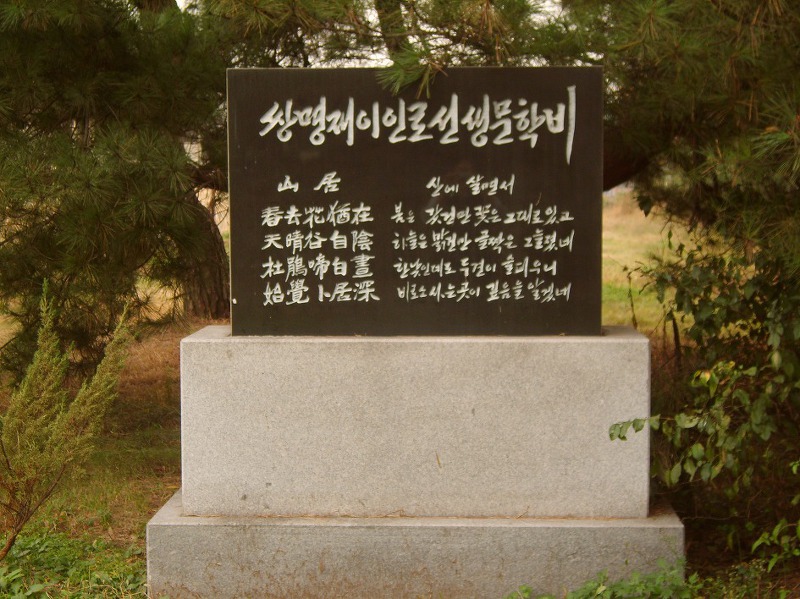 쌍명재이인로선생문학비
山居 산에 살면서
春去花猶在 봄은 갔건만 꽃은 그대로있고
天晴谷自陰 하늘은 맑건만 골짝은 그늘졌네
杜鵑啼白晝 한낮인데도 두견이 슬피우니
始覺卜居深 비로소 사는곳이 깊음을 알겠네